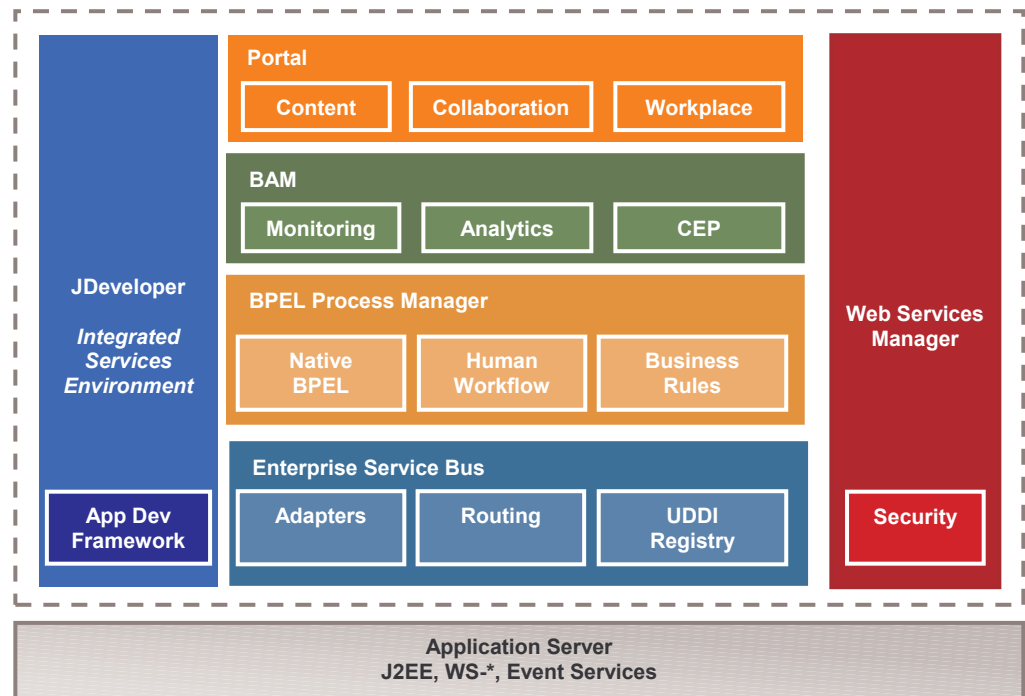 Portal
Content
Collaboration
Workplace
BAM
Monitoring
Analytics
CEP
JDeveloper
Integrated
Services
Environment
BPEL Process Manager
Native
BPEL
Human
Workflow
Business
Rules
Web Services
Manager
Enterprise Service Bus
App Dev
Framework
Adapters
Routing
UDDI
Registry
Security
Application Server
J2EE, WS-*, Event Services